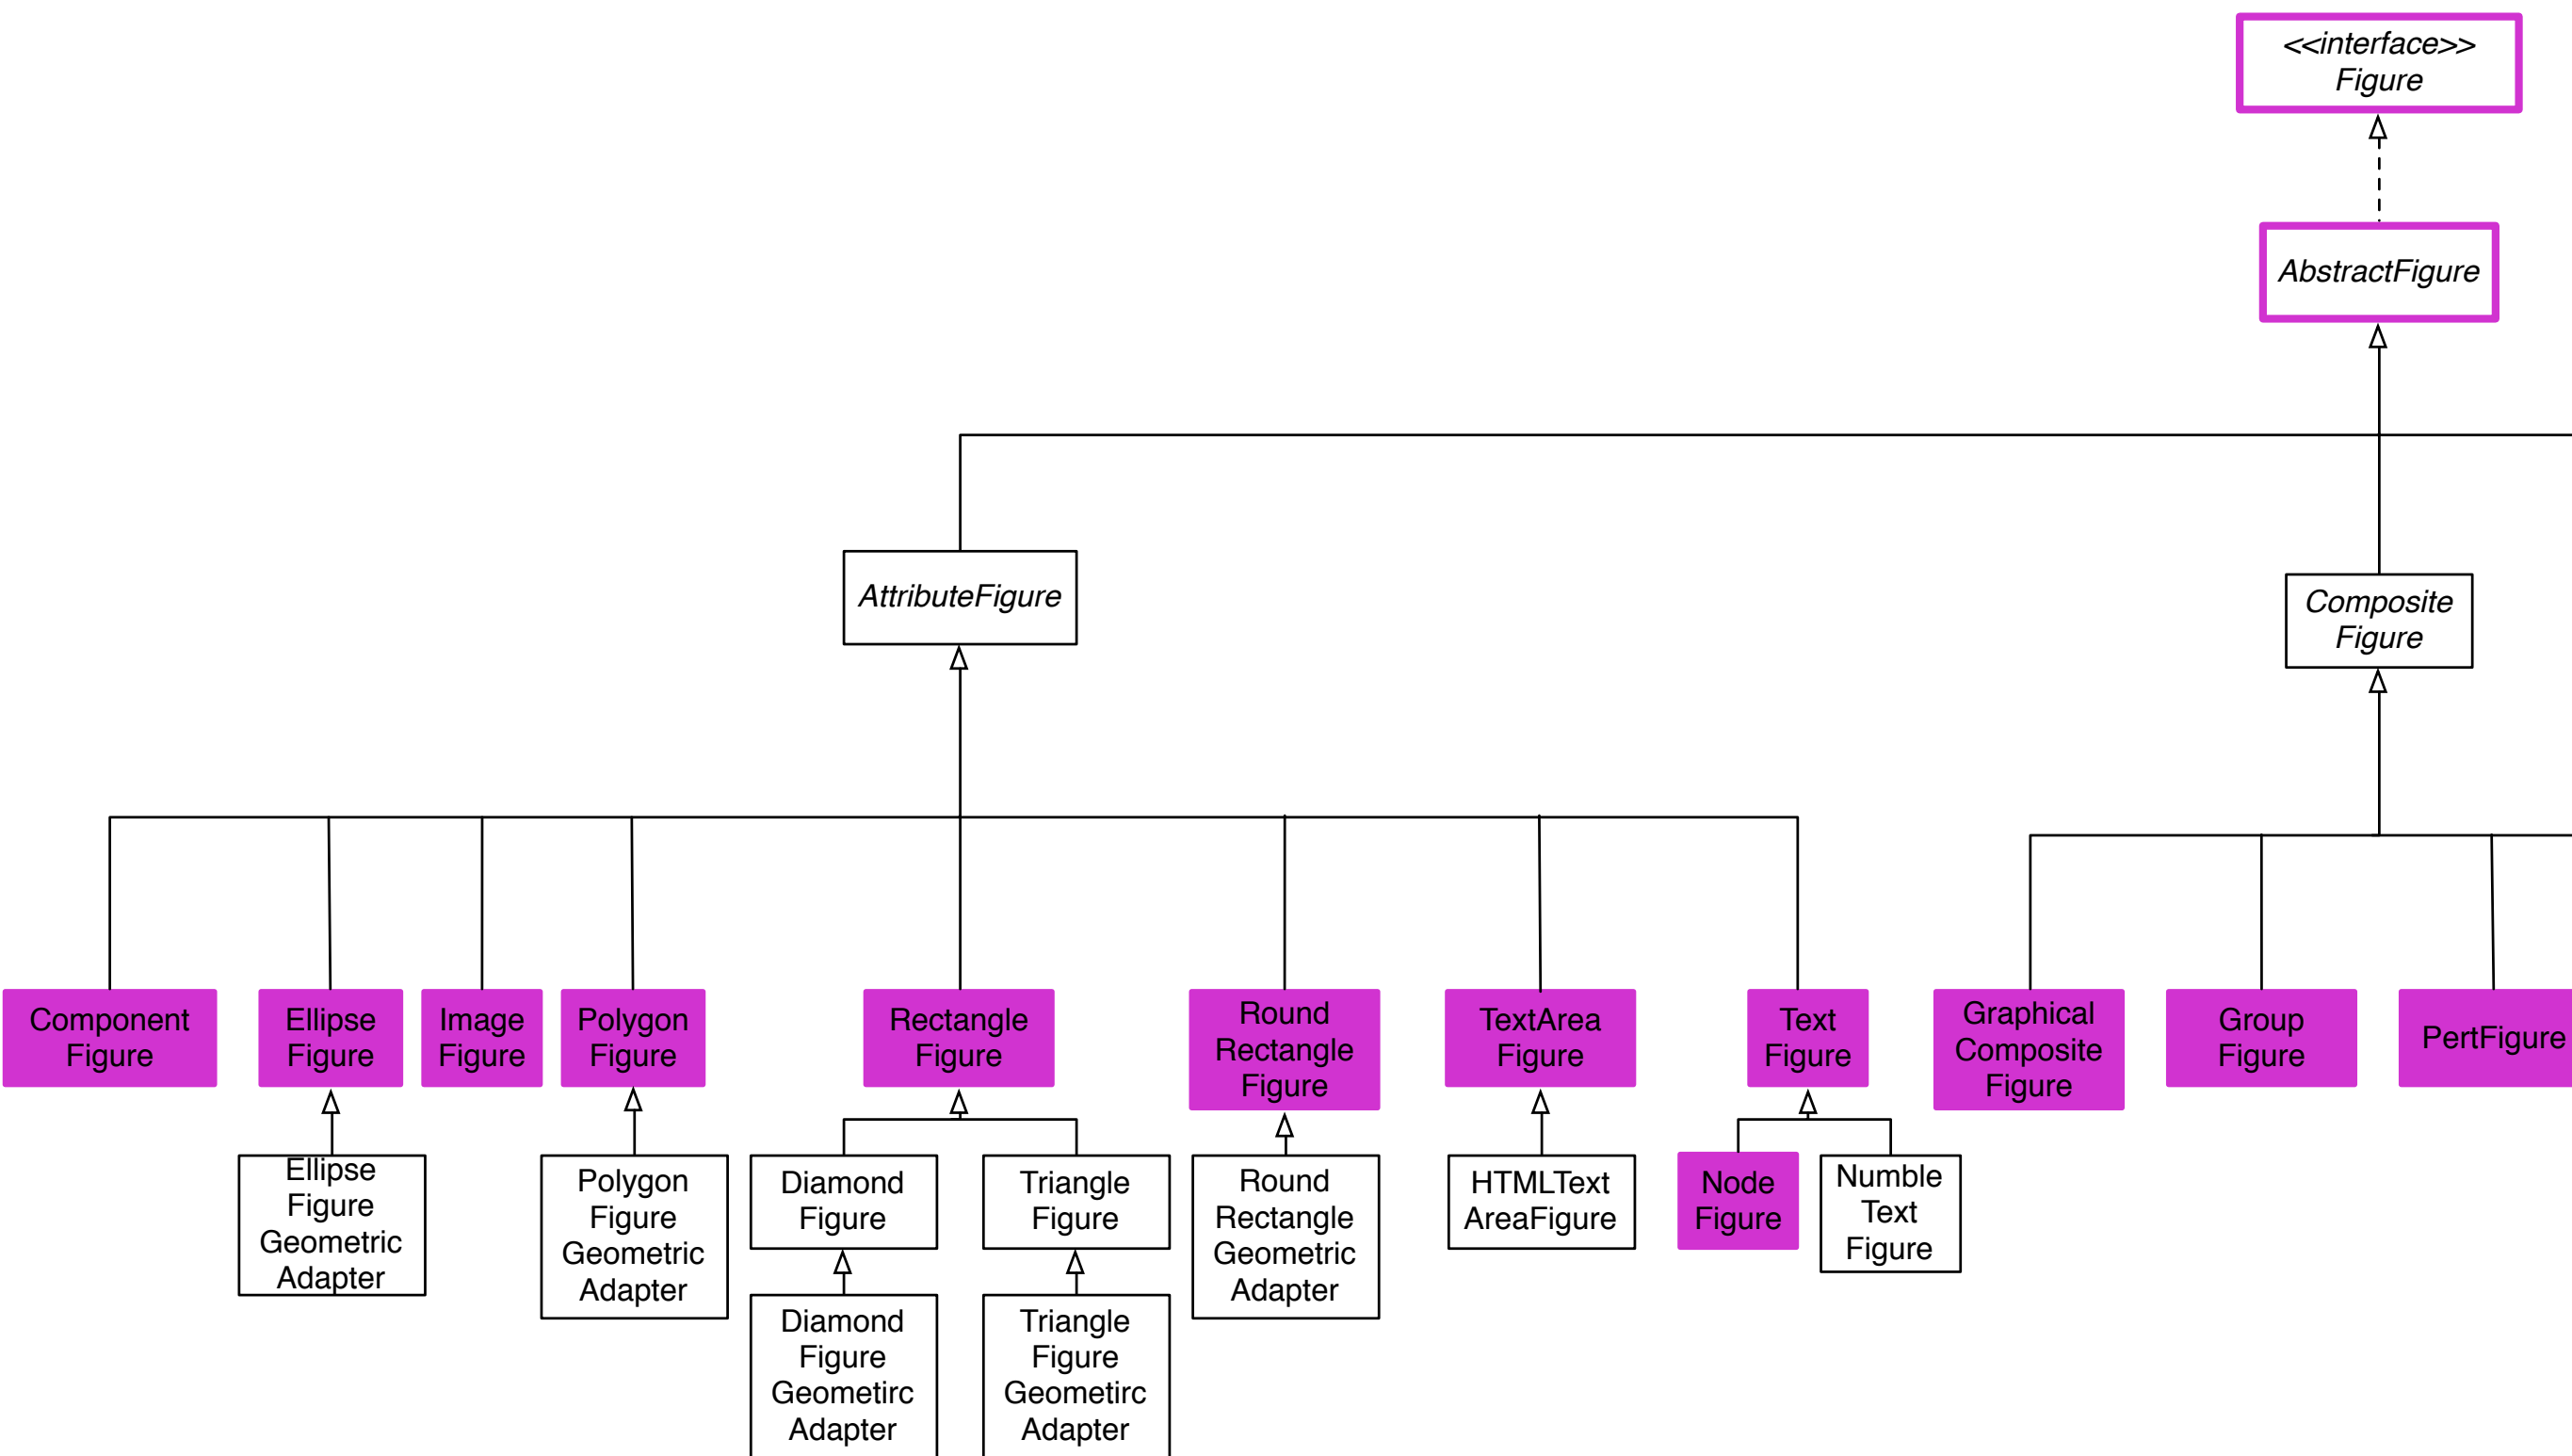 <<interface>>
Figure
AbstractFigure
AttributeFigure
Composite
Figure
Component
Figure
Ellipse
Figure
Image
Figure
Polygon
Figure
Rectangle
Figure
Round
Rectangle
Figure
TextArea
Figure
Text
Figure
Graphical
Composite
Figure
Group
Figure
PertFigure
Ellipse
Figure
Geometric
Adapter
Polygon
Figure
Geometric
Adapter
Diamond
Figure
Triangle
Figure
Round
Rectangle
Geometric
Adapter
HTMLText
AreaFigure
Node
Figure
Numble
Text
Figure
Diamond
Figure
Geometirc
Adapter
Triangle
Figure
Geometirc
Adapter